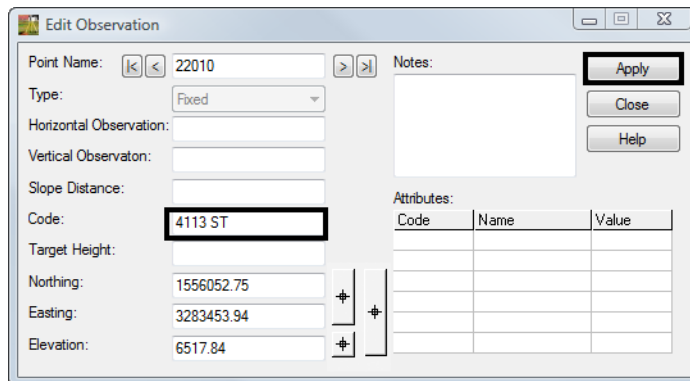 Edit Observation
Point Name: |< < 22010 > >|
Type: Fixed
Horizontal Observation:
Vertical Observaton:
Slope Distance:
Code: 4113 ST
Target Height:
Northing: 1556052.75
Easting: 3283453.94
Elevation: 6517.84
Notes:
Attributes:
Code Name Value
Apply
Close
Help